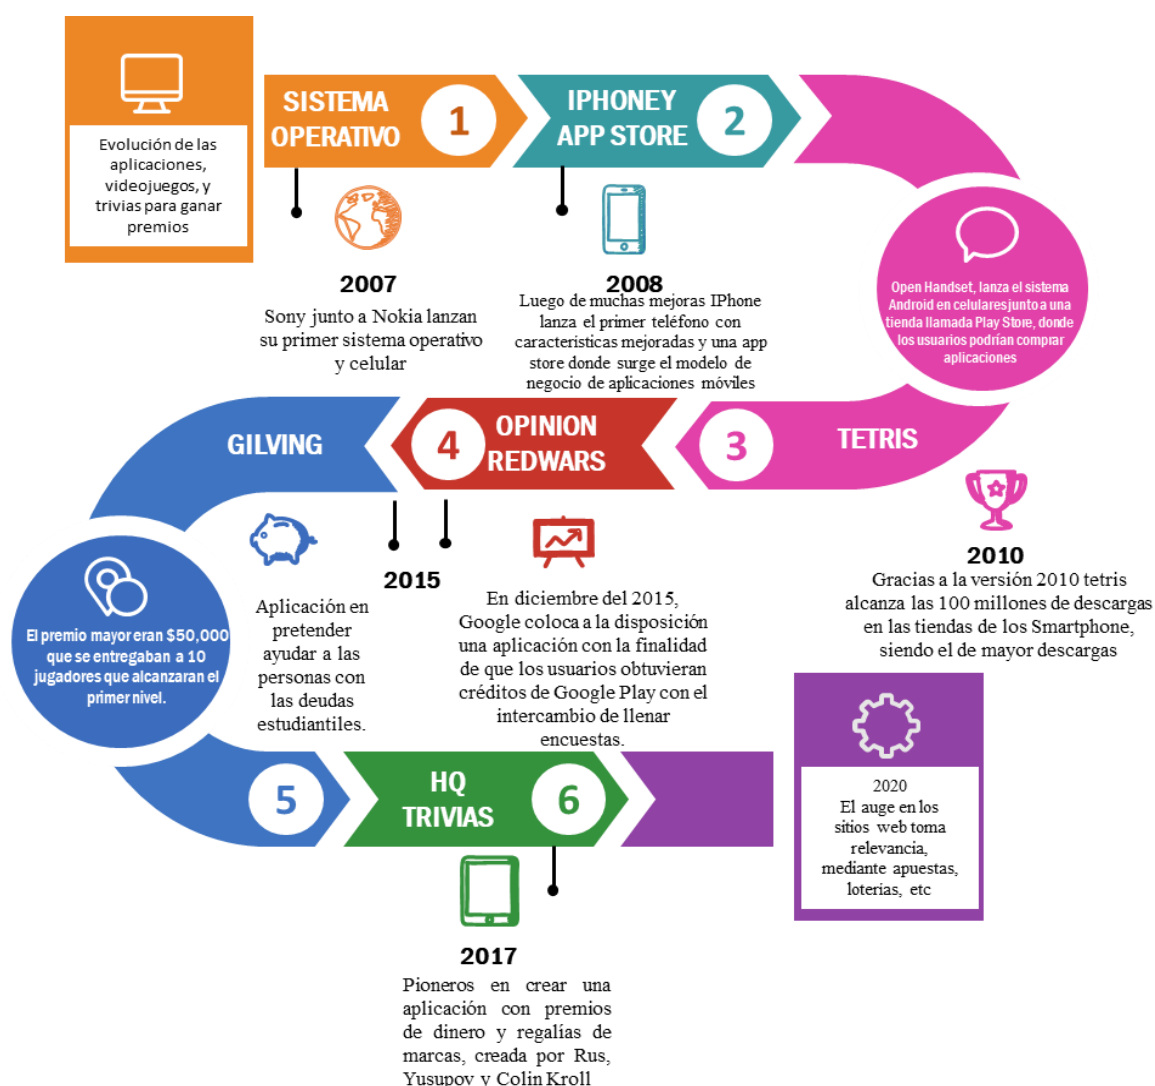 Evolución de las
aplicaciones,
videojuegos, y
trivias para ganar
premios
SISTEMA
OPERATIVO
1
2007
Sony junto a Nokia lanzan
su primer sistema operativo
y celular
IPHONEY
APP STORE
2
2008
Luego de muchas mejoras IPhone
lanza el primer teléfono con
caracteristicas mejoradas y una app
store donde surge el modelo de
negocio de aplicaciones móviles
Open Handset, lanza el sistema
Android en celulares junto a una
tienda llamada Play Store, donde
los usuarios podrían comprar
aplicaciones
TETRIS
3
2010
Gracias a la versión 2010 tetris
alcanza las 100 millones de descargas
en las tiendas de los Smartphone,
siendo el de mayor descargas
OPINION
REDWARS
4
2015
En diciembre del 2015,
Google coloca a la disposición
una aplicación con la finalidad
de que los usuarios obtuvieran
créditos de Google Play con el
intercambio de llenar
encuestas.
GILVING
Aplicación en
pretender
ayudar a las
personas con
las deudas
estudiantiles.
El premio mayor eran $50,000
que se entregaban a 10
jugadores que alcanzaran el
primer nivel.
5
HQ
TRIVIAS
6
2017
Pioneros en crear una
aplicación con premios
de dinero y regalías de
marcas, creada por Rus,
Yusupov y Colin Kroll
2020
El auge en los
sitios web toma
relevancia,
mediante apuestas,
loterias, etc